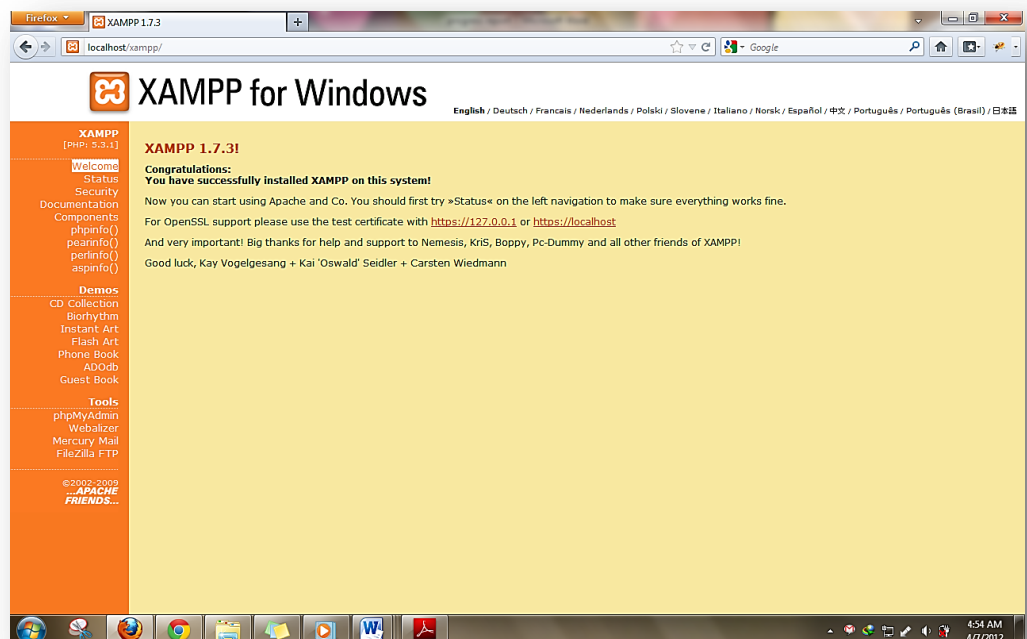 Firefox
XAMPP 1.7.3
localhost/xampp/
Google
XAMPP for Windows
English / Deutsch / Francais / Nederlands / Polski / Slovene / Italiano / Norsk / Español / 中文 / Português / Português (Brasil) / 日本語
XAMPP
[PHP: 5.3.1]
Welcome
Status
Security
Documentation
Components
phpinfo()
pearinfo()
perlinfo()
aspinfo()
Demos
CD Collection
Biorhythm
Instant Art
Flash Art
Phone Book
ADOdb
Guest Book
Tools
phpMyAdmin
Webalizer
Mercury Mail
FileZilla FTP
©2002-2009
...APACHE
FRIENDS...
XAMPP 1.7.3!
Congratulations:
You have successfully installed XAMPP on this system!
Now you can start using Apache and Co. You should first try »Status« on the left navigation to make sure everything works fine.
For OpenSSL support please use the test certificate with https://127.0.0.1 or https://localhost
And very important! Big thanks for help and support to Nemesis, KriS, Boppy, Pc-Dummy and all other friends of XAMPP!
Good luck, Kay Vogelgesang + Kai 'Oswald' Seidler + Carsten Wiedmann
4:54 AM
4/7/2012